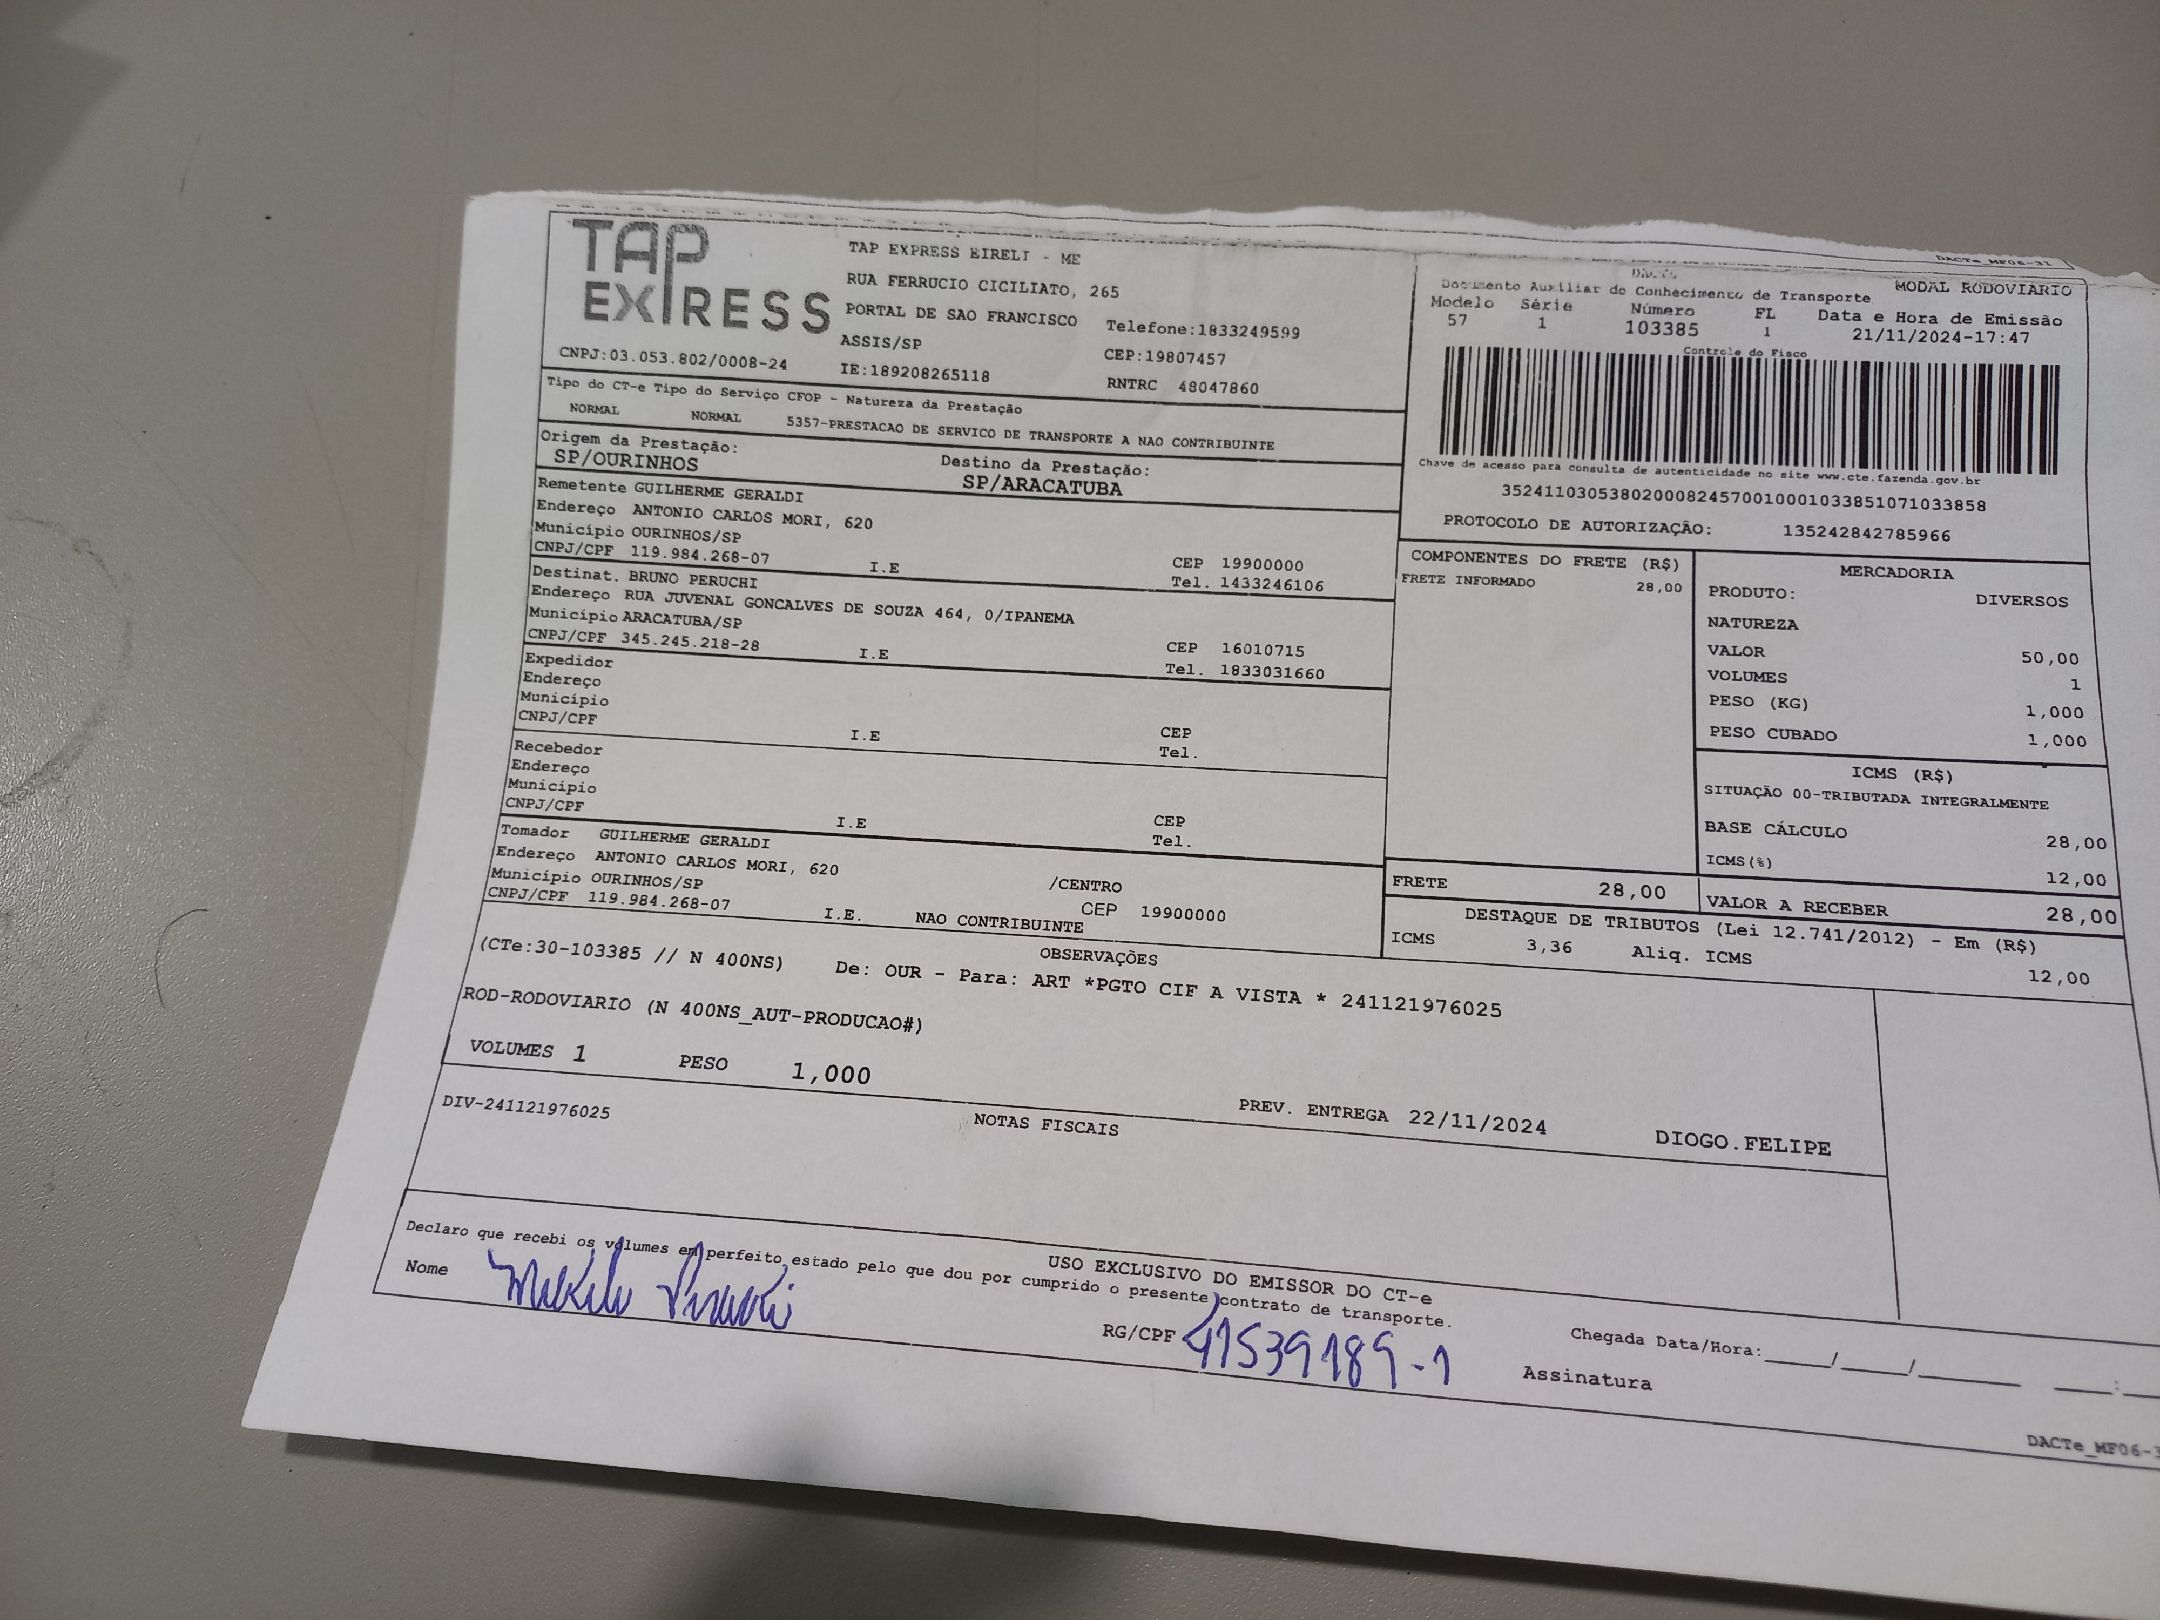 TAP
EXPRESS
TAP EXPRESS EIRELI - ME
RUA FERRUCIO CICILIATO, 265
PORTAL DE SAO FRANCISCO Telefone:1833249599
ASSIS/SP CEP:19807457
CNPJ:03.053.802/0008-24 IE:189208265118 RNTRC 48047860
DACTe_MF06-31
DACTE MODAL RODOVIÁRIO
Documento Auxiliar de Conhecimento de Transporte
Modelo Série Número FL Data e Hora de Emissão
57 1 103385 1 21/11/2024-17:47
Controle do Fisco
Chave de acesso para consulta de autenticidade no site www.cte.fazenda.gov.br
35241103053802000824570010001033851071033858
PROTOCOLO DE AUTORIZAÇÃO: 135242842785966
Tipo do CT-e Tipo do Serviço CFOP - Natureza da Prestação
NORMAL NORMAL 5357-PRESTACAO DE SERVICO DE TRANSPORTE A NAO CONTRIBUINTE
Origem da Prestação: Destino da Prestação:
SP/OURINHOS SP/ARACATUBA
Remetente GUILHERME GERALDI
Endereço ANTONIO CARLOS MORI, 620
Município OURINHOS/SP CEP 19900000
CNPJ/CPF 119.984.268-07 I.E Tel. 1433246106
Destinat. BRUNO PERUCHI
Endereço RUA JUVENAL GONCALVES DE SOUZA 464, 0/IPANEMA
Município ARACATUBA/SP CEP 16010715
CNPJ/CPF 345.245.218-28 I.E Tel. 1833031660
Expedidor
Endereço
Município CEP
CNPJ/CPF I.E Tel.
Recebedor
Endereço
Município CEP
CNPJ/CPF I.E Tel.
Tomador GUILHERME GERALDI
Endereço ANTONIO CARLOS MORI, 620 /CENTRO
Município OURINHOS/SP CEP 19900000
CNPJ/CPF 119.984.268-07 I.E. NAO CONTRIBUINTE
COMPONENTES DO FRETE (R$)
FRETE INFORMADO 28,00
MERCADORIA
PRODUTO: DIVERSOS
NATUREZA
VALOR 50,00
VOLUMES 1
PESO (KG) 1,000
PESO CUBADO 1,000
ICMS (R$)
SITUAÇÃO 00-TRIBUTADA INTEGRALMENTE
BASE CÁLCULO 28,00
ICMS(%) 12,00
FRETE 28,00 VALOR A RECEBER 28,00
DESTAQUE DE TRIBUTOS (Lei 12.741/2012) - Em (R$)
ICMS 3,36 Aliq. ICMS 12,00
OBSERVAÇÕES
(CTe:30-103385 // N 400NS) De: OUR - Para: ART *PGTO CIF A VISTA * 241121976025
ROD-RODOVIARIO (N 400NS_AUT-PRODUCAO#)
VOLUMES 1 PESO 1,000 PREV. ENTREGA 22/11/2024 DIOGO.FELIPE
NOTAS FISCAIS
DIV-241121976025
USO EXCLUSIVO DO EMISSOR DO CT-e
Declaro que recebi os volumes em perfeito estado pelo que dou por cumprido o presente contrato de transporte.
Nome RG/CPF 41539189-1 Chegada Data/Hora:____/____/______ ___:
Assinatura
DACTe_MF06-3